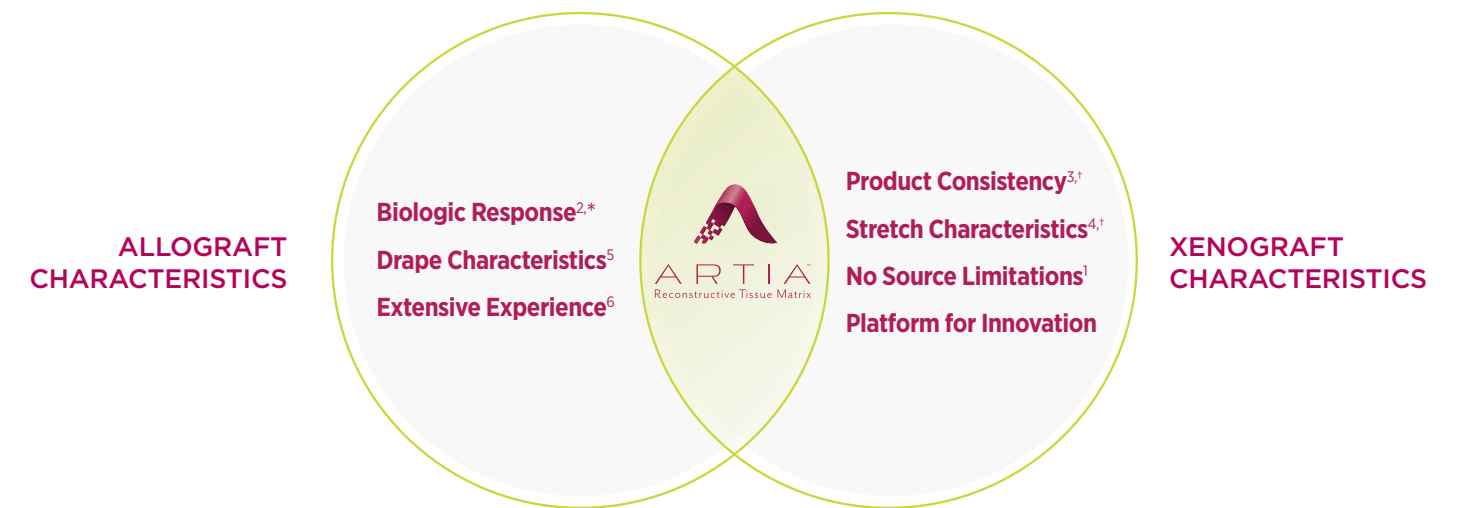 ALLOGRAFT
CHARACTERISTICS
Biologic Response2,*
Drape Characteristics5
Extensive Experience6
ARTIA™
Reconstructive Tissue Matrix
Product Consistency3,†
Stretch Characteristics4,†
No Source Limitations1
Platform for Innovation
XENOGRAFT
CHARACTERISTICS